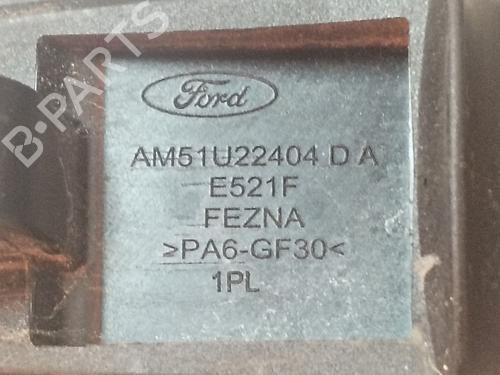 B-PARTS
Ford
AM51U22404 D A
E521F
FEZNA
>PA6-GF30<
1PL